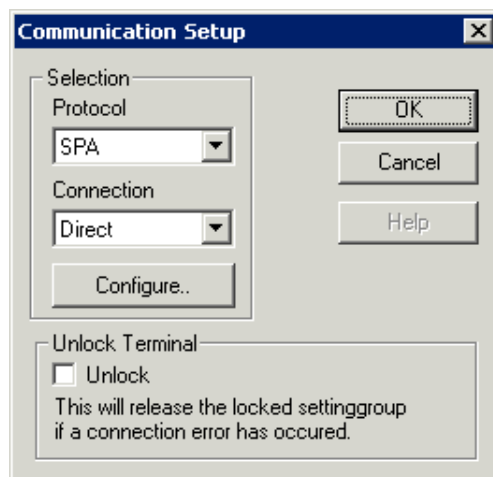 Communication Setup
Selection
Protocol
SPA
Connection
Direct
Configure..
OK
Cancel
Help
Unlock Terminal
Unlock
This will release the locked settinggroup
if a connection error has occured.